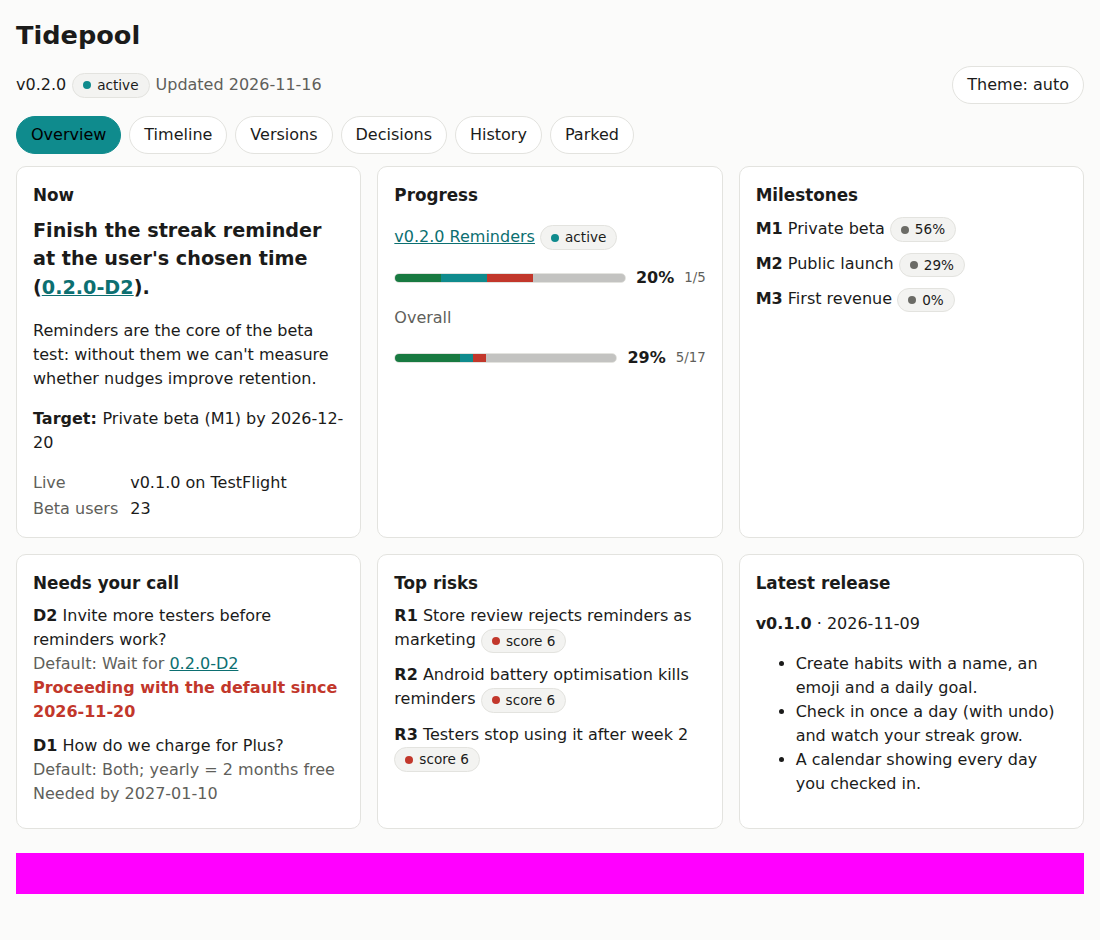 Tidepool
v0.2.0 active Updated 2026-11-16
Theme: auto
Overview Timeline Versions Decisions History Parked
Now
Finish the streak reminder
at the user's chosen time
(0.2.0-D2).
Reminders are the core of the beta
test: without them we can't measure
whether nudges improve retention.
Target: Private beta (M1) by 2026-12-
20
Live v0.1.0 on TestFlight
Beta users 23
Progress
v0.2.0 Reminders active
20% 1/5
Overall
29% 5/17
Milestones
M1 Private beta 56%
M2 Public launch 29%
M3 First revenue 0%
Needs your call
D2 Invite more testers before
reminders work?
Default: Wait for 0.2.0-D2
Proceeding with the default since
2026-11-20
D1 How do we charge for Plus?
Default: Both; yearly = 2 months free
Needed by 2027-01-10
Top risks
R1 Store review rejects reminders as
marketing score 6
R2 Android battery optimisation kills
reminders score 6
R3 Testers stop using it after week 2
score 6
Latest release
v0.1.0 · 2026-11-09
• Create habits with a name, an
emoji and a daily goal.
• Check in once a day (with undo)
and watch your streak grow.
• A calendar showing every day
you checked in.